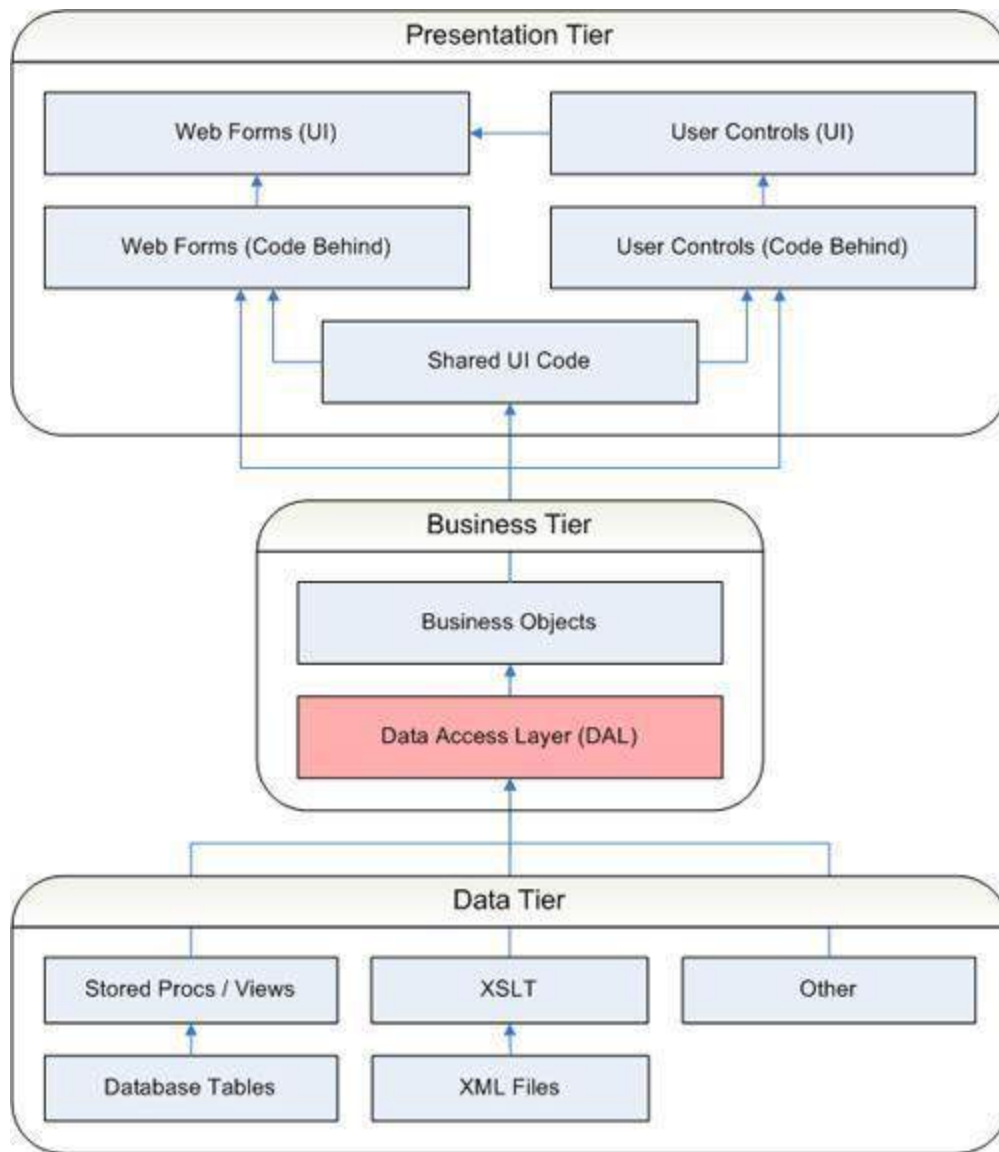 Presentation Tier
Web Forms (UI)
User Controls (UI)
Web Forms (Code Behind)
User Controls (Code Behind)
Shared UI Code
Business Tier
Business Objects
Data Access Layer (DAL)
Data Tier
Stored Procs / Views
XSLT
Other
Database Tables
XML Files